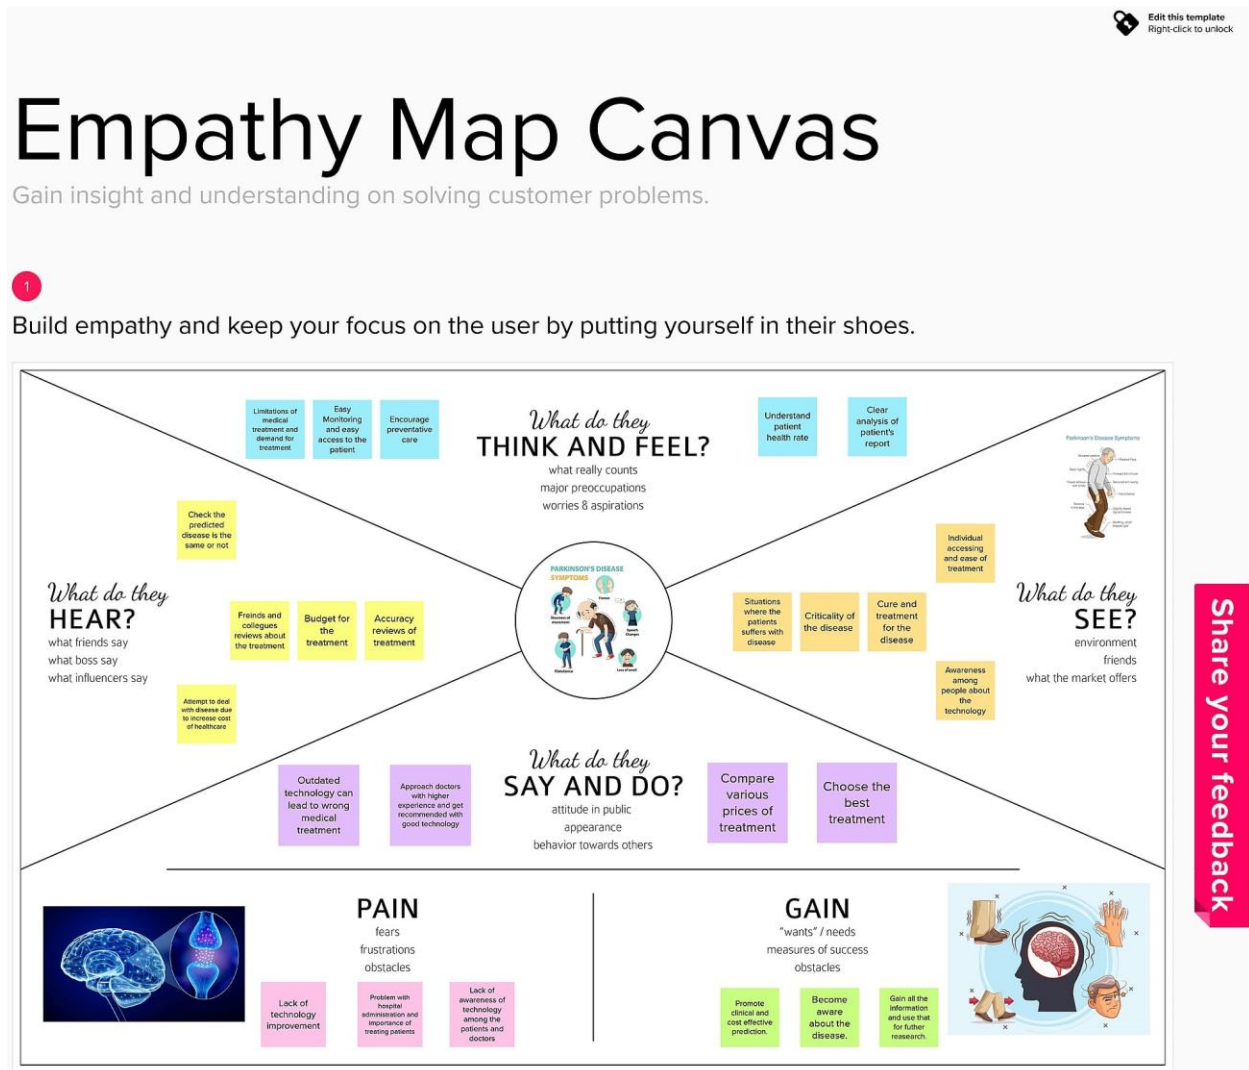 Edit this template
Right-click to unlock
Empathy Map Canvas
Gain insight and understanding on solving customer problems.
1
Build empathy and keep your focus on the user by putting yourself in their shoes.
Limitations of
medical
treatment and
demand for
treatment
Easy
Monitoring
and easy
access to the
patient
Encourage
preventative
care
What do they
THINK AND FEEL?
what really counts
major preoccupations
worries & aspirations
Understand
patient
health rate
Clear
analysis of
patient's
report
Parkinson's Disease Symptoms
Check the
predicted
disease is the
same or not
What do they
HEAR?
what friends say
what boss say
what influencers say
Freinds and
collegues
reviews about
the treatment
Budget for
the
treatment
Accuracy
reviews of
treatment
Attempt to deal
with disease due
to increase cost
of healthcare
PARKINSON'S DISEASE
SYMPTOMS
Tremor
Slowness of
movement
Speech
Changes
Loss of smell
Individual
accessing
and ease of
treatment
Situations
where the
patients
suffers with
disease
Criticality of
the disease
Cure and
treatment
for the
disease
Awareness
among
people about
the
technology
What do they
SEE?
environment
friends
what the market offers
Share your feedback
Outdated
technology can
lead to wrong
medical
treatment
Approach doctors
with higher
experience and get
recommended with
good technology
What do they
SAY AND DO?
attitude in public
appearance
behavior towards others
Compare
various
prices of
treatment
Choose the
best
treatment
PAIN
fears
frustrations
obstacles
Lack of
technology
improvement
Problem with
hospital
administration and
importance of
treating patients
Lack of
awareness of
technology
among the
patients and
doctors
GAIN
"wants" / needs
measures of success
obstacles
Promote
clinical and
cost effective
prediction.
Become
aware
about the
disease.
Gain all the
information
and use that
for futher
reasearch.